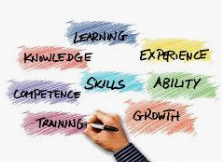 LEARNING
KNOWLEDGE EXPERIENCE
SKILLS ABILITY
COMPETENCE
TRAINING GROWTH